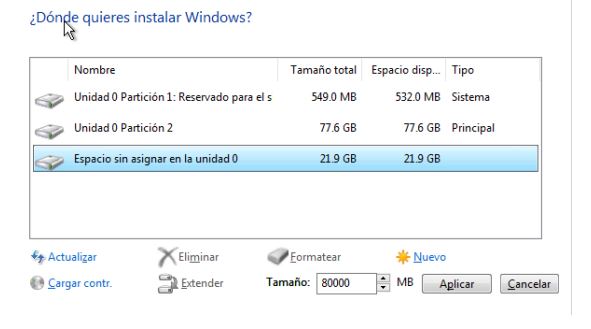 ¿Dónde quieres instalar Windows?
Nombre Tamaño total Espacio disp... Tipo
Unidad 0 Partición 1: Reservado para el s 549.0 MB 532.0 MB Sistema
Unidad 0 Partición 2 77.6 GB 77.6 GB Principal
Espacio sin asignar en la unidad 0 21.9 GB 21.9 GB
Actualizar Eliminar Formatear Nuevo
Cargar contr. Extender Tamaño: 80000 MB Aplicar Cancelar